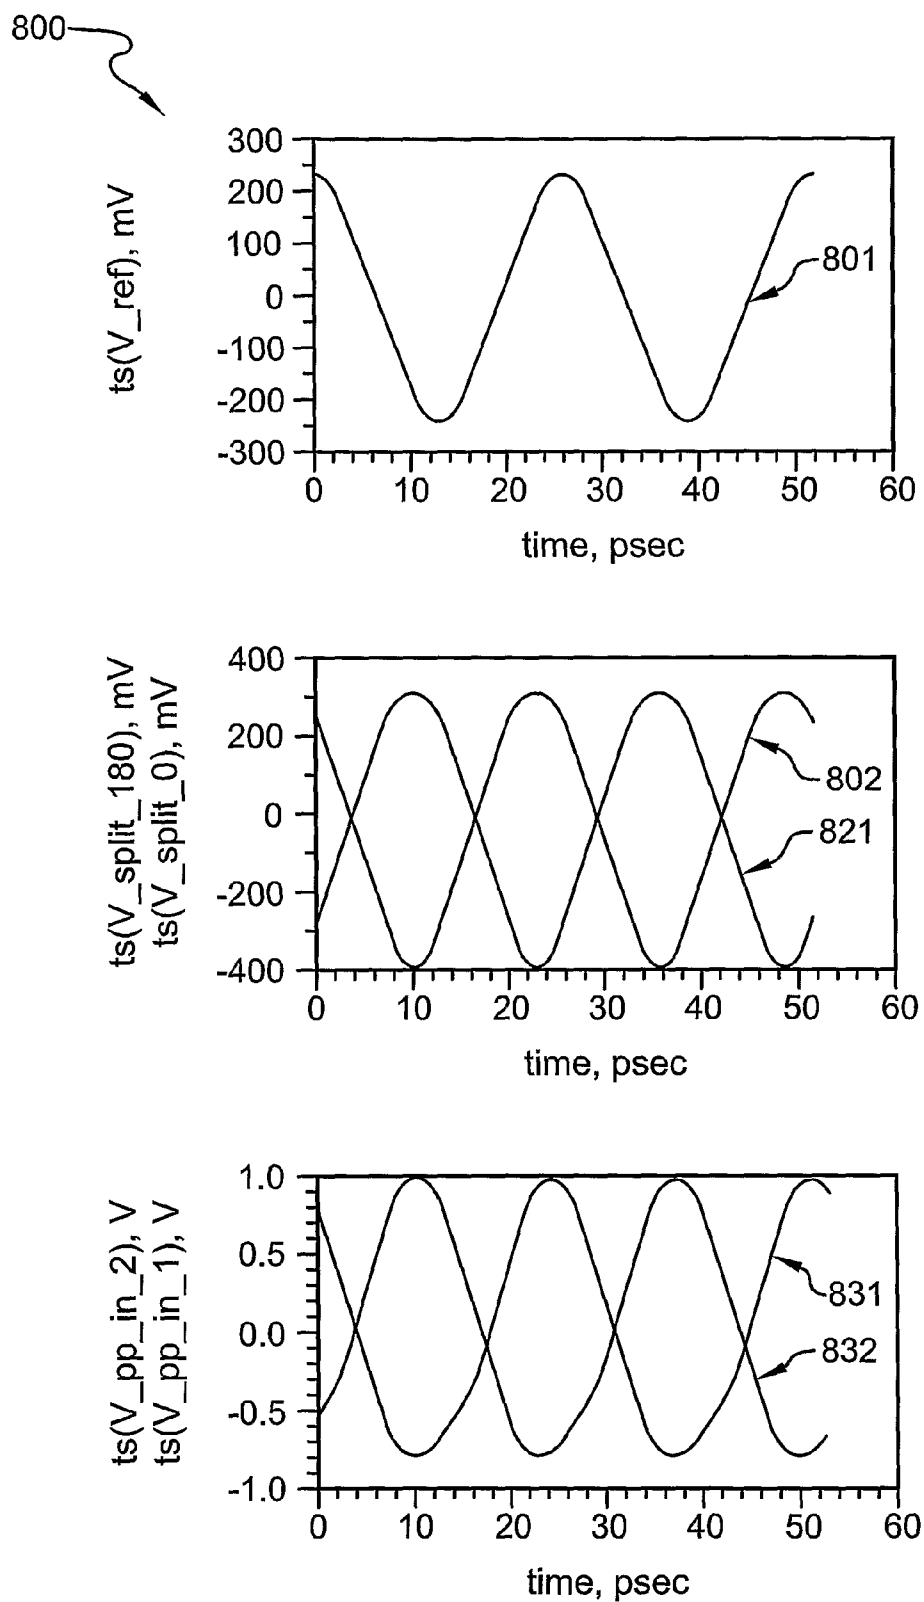 800
300
200
100
0
-100
-200
-300
ts(V_ref), mV
801
0 10 20 30 40 50 60
time, psec
400
200
0
-200
-400
ts(V_split_180), mV
ts(V_split_0), mV
802
821
0 10 20 30 40 50 60
time, psec
1.0
0.5
0.0
-0.5
-1.0
ts(V_pp_in_2), V
ts(V_pp_in_1), V
831
832
0 10 20 30 40 50 60
time, psec